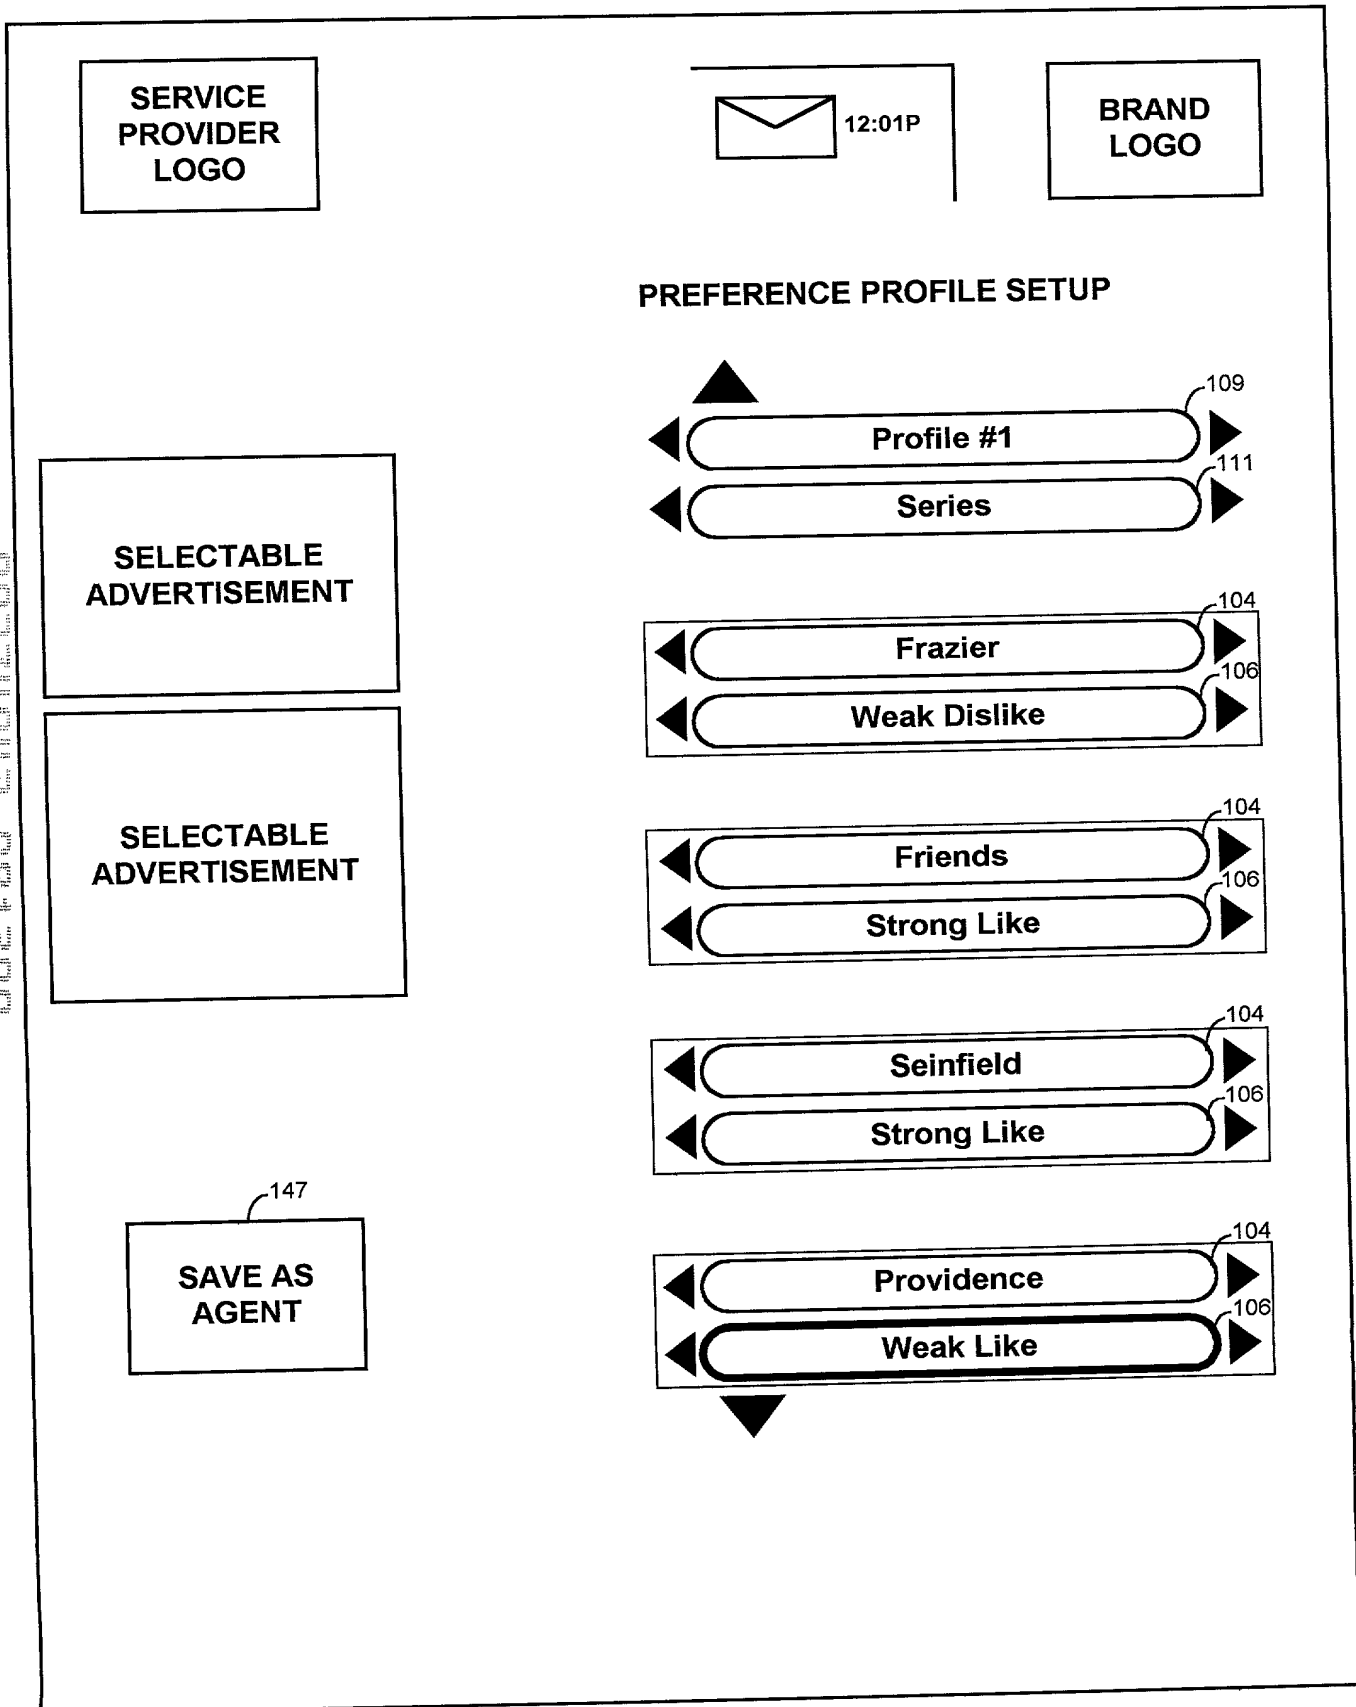 SERVICE
PROVIDER
LOGO
12:01P
BRAND
LOGO
PREFERENCE PROFILE SETUP
109
Profile #1
111
Series
SELECTABLE
ADVERTISEMENT
104
Frazier
106
Weak Dislike
SELECTABLE
ADVERTISEMENT
104
Friends
106
Strong Like
104
Seinfield
106
Strong Like
147
SAVE AS
AGENT
104
Providence
106
Weak Like